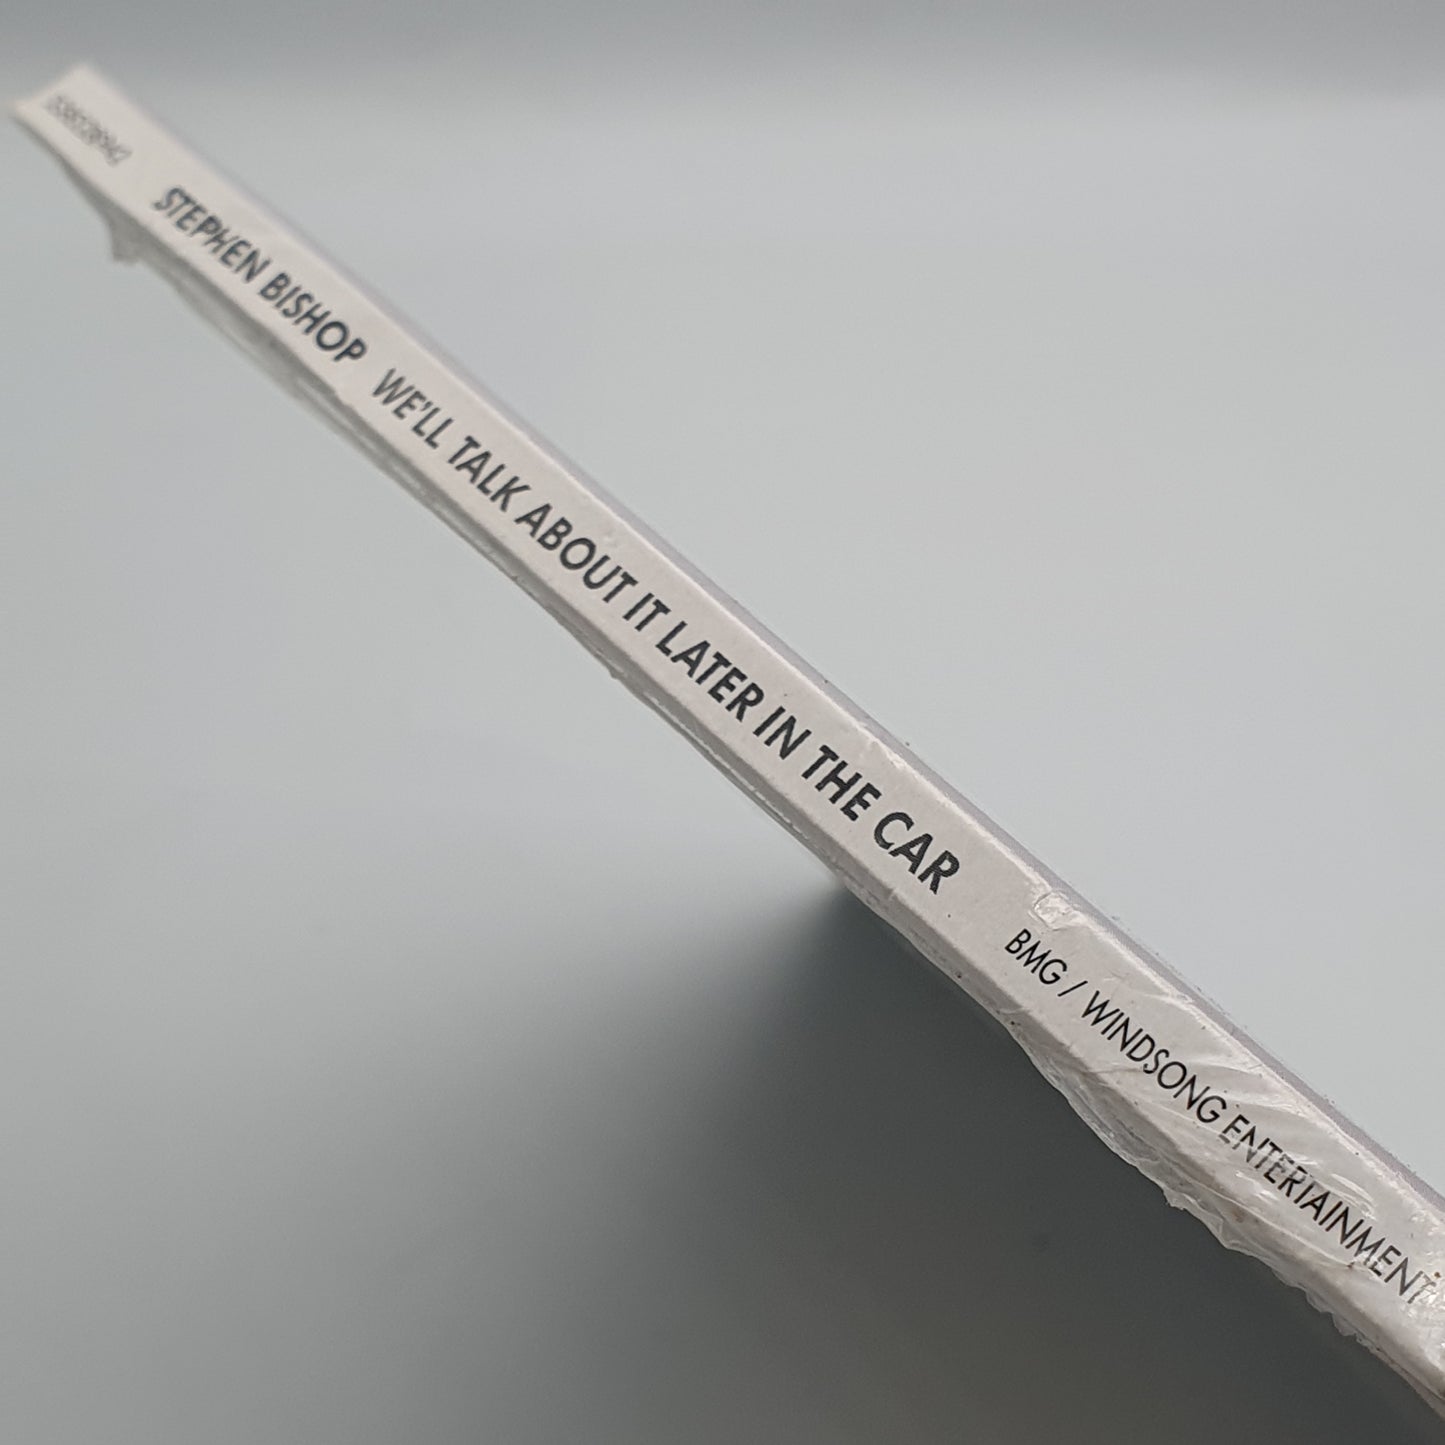 STEPHEN BISHOP WE'LL TALK ABOUT IT LATER IN THE CAR BMG / WINDSONG ENTERTAINMENT